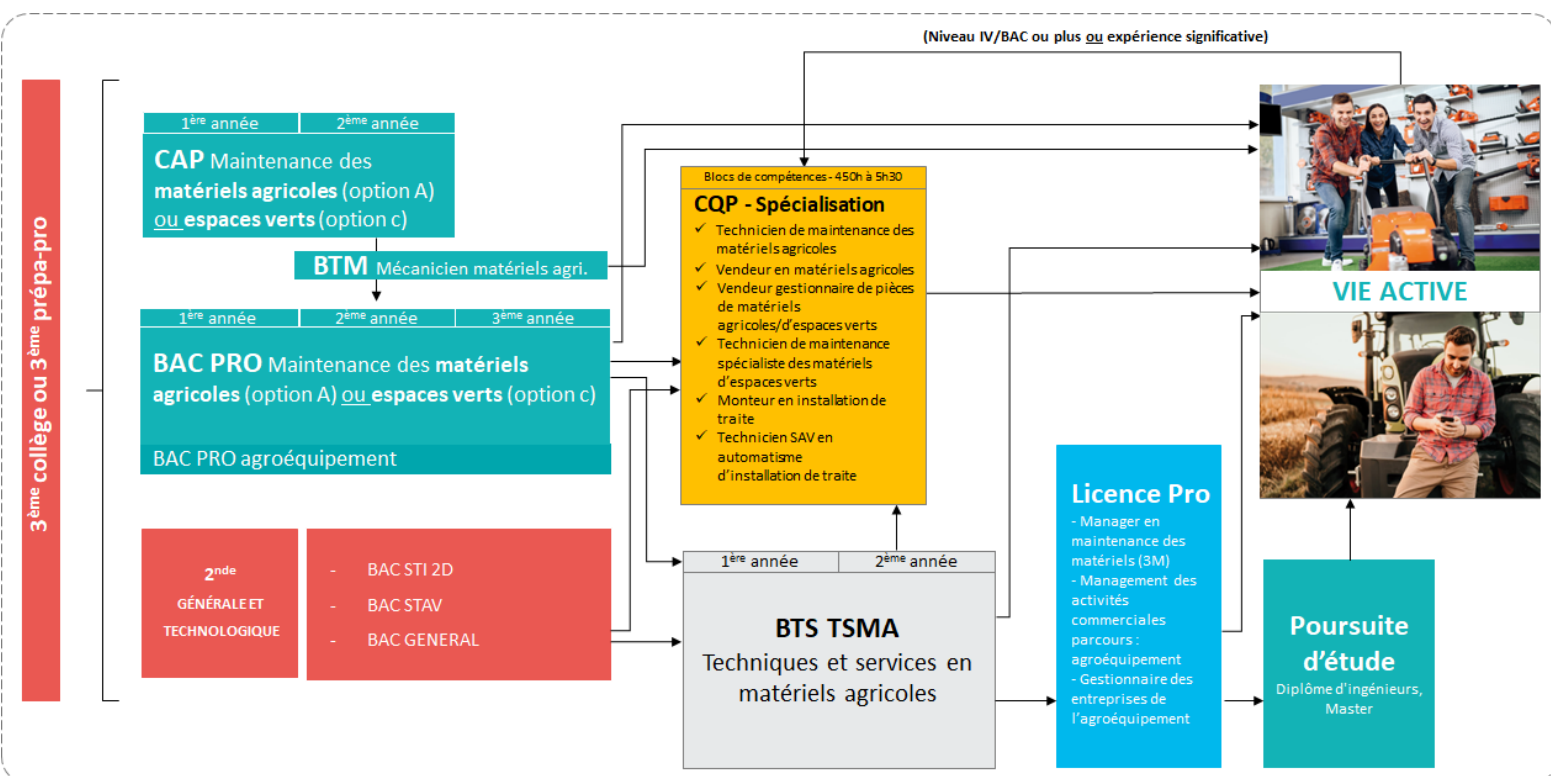 (Niveau IV/BAC ou plus ou expérience significative)
3ème collège ou 3ème prépa-pro
1ère année 2ème année
CAP Maintenance des
matériels agricoles (option A)
ou espaces verts (option c)
BTM Mécanicien matériels agri.
1ère année 2ème année 3ème année
BAC PRO Maintenance des matériels
agricoles (option A) ou espaces verts (option c)
BAC PRO agroéquipement
2nde
GÉNÉRALE ET
TECHNOLOGIQUE
- BAC STI 2D
- BAC STAV
- BAC GENERAL
Blocs de compétences - 450h à 5h30
CQP - Spécialisation
✓ Technicien de maintenance des
matériels agricoles
✓ Vendeur en matériels agricoles
✓ Vendeur gestionnaire de pièces
de matériels
agricoles/d'espaces verts
✓ Technicien de maintenance
spécialiste des matériels
d'espaces verts
✓ Monteur en installation de
traite
✓ Technicien SAV en
automatisme
d'installation de traite
1ère année 2ème année
BTS TSMA
Techniques et services en
matériels agricoles
Licence Pro
- Manager en
maintenance des
matériels (3M)
- Management des
activités
commerciales
parcours :
agroéquipement
- Gestionnaire des
entreprises de
l'agroéquipement
Poursuite
d'étude
Diplôme d'ingénieurs,
Master
VIE ACTIVE